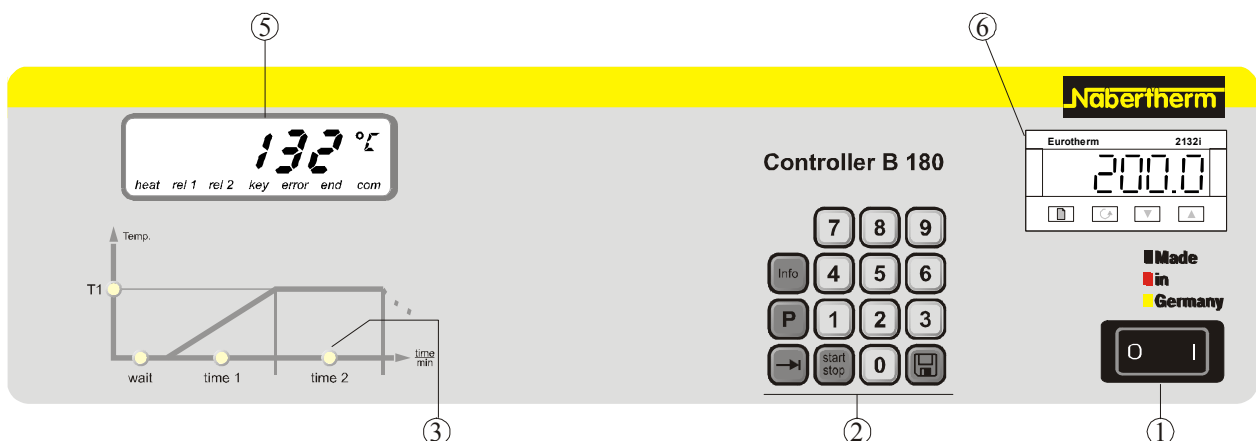 5
6
Nabertherm
Eurotherm 2132i
200.0
132 °C
heat rel 1 rel 2 key error end com
Controller B 180
7 8 9
Info 4 5 6
P 1 2 3
start
stop
0
Temp.
T1
wait time 1 time 2
time
min
Made
in
Germany
O I
3
2
1